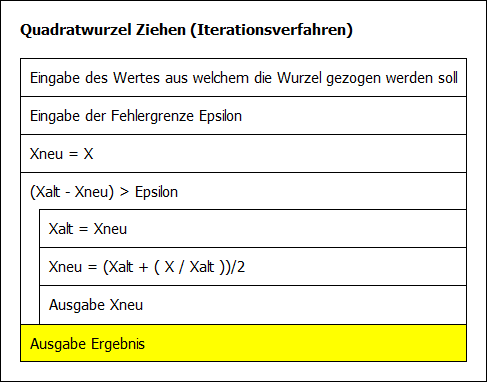 Quadratwurzel Ziehen (Iterationsverfahren)
Eingabe des Wertes aus welchem die Wurzel gezogen werden soll
Eingabe der Fehlergrenze Epsilon
Xneu = X
(Xalt - Xneu) > Epsilon
Xalt = Xneu
Xneu = (Xalt + ( X / Xalt ))/2
Ausgabe Xneu
Ausgabe Ergebnis